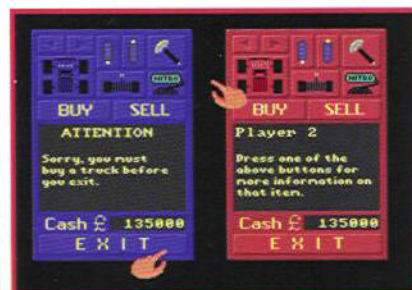 NITRO
BUY SELL
ATTENTION
Sorry, you must
buy a truck before
you exit.
Cash £ 135000
EXIT
NITRO
BUY SELL
Player 2
Press one of the
above buttons for
more information on
that item.
Cash £ 135000
EXIT